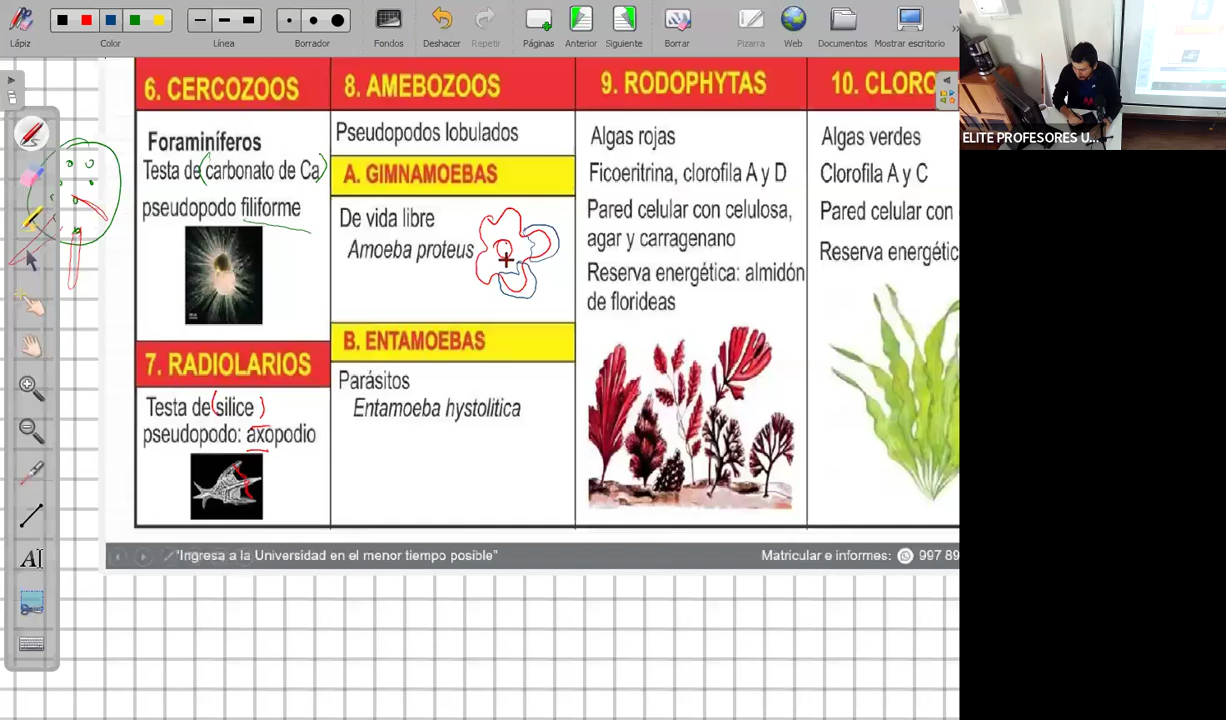 Lápiz
Color
Línea
Borrador
Fondos
Deshacer
Repetir
Páginas
Anterior
Siguiente
Borrar
Pizarra
Web
Documentos
Mostrar escritorio
ELITE PROFESORES U...
6. CERCOZOOS
Foraminíferos
Testa de carbonato de Ca
pseudopodo filiforme
7. RADIOLARIOS
Testa de silice
pseudopodo: axopodio
8. AMEBOZOOS
Pseudopodos lobulados
A. GIMNAMOEBAS
De vida libre
Amoeba proteus
B. ENTAMOEBAS
Parásitos
Entamoeba hystolítica
9. RODOPHYTAS
Algas rojas
Ficoeritrina, clorofila A y D
Pared celular con celulosa,
agar y carragenano
Reserva energética: almidón
de florideas
10. CLORO
Algas verdes
Clorofila A y C
Pared celular con
Reserva energétic
"Ingresa a la Universidad en el menor tiempo posible"
Matricular e informes: 997 89